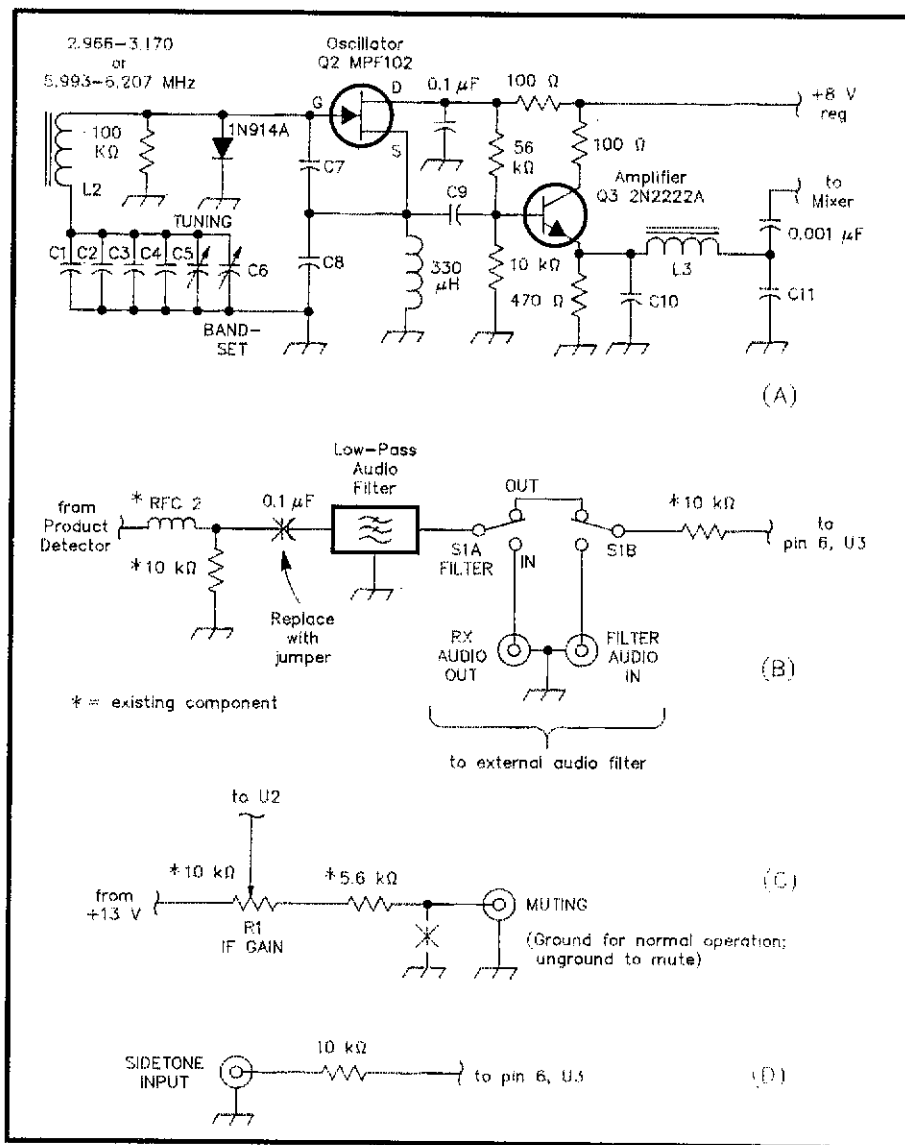 2.966–3.170
or
5.993–6.207 MHz
Oscillator
Q2 MPF102
G
D
S
0.1 µF
100 Ω
+8 V
reg
100
KΩ
1N914A
L2
C7
56
kΩ
100 Ω
Amplifier
Q3 2N2222A
to
Mixer
C9
0.001 µF
TUNING
C1
C2
C3
C4
C5
C6
C8
330
µH
10 kΩ
470 Ω
L3
C10
C11
BAND-
SET
(A)
Low-Pass
Audio
Filter
from
Product
Detector
* RFC 2
0.1 µF
OUT
*10 kΩ
to
pin 6, U3
*10 kΩ
S1A
FILTER
IN
S1B
Replace
with
jumper
RX
AUDIO
OUT
FILTER
AUDIO
IN
(B)
* = existing component
to external audio filter
to U2
*10 kΩ
*5.6 kΩ
(C)
from
+13 V
R1
IF GAIN
MUTING
(Ground for normal operation;
unground to mute)
SIDETONE
INPUT
10 kΩ
to pin 6, U3
(D)